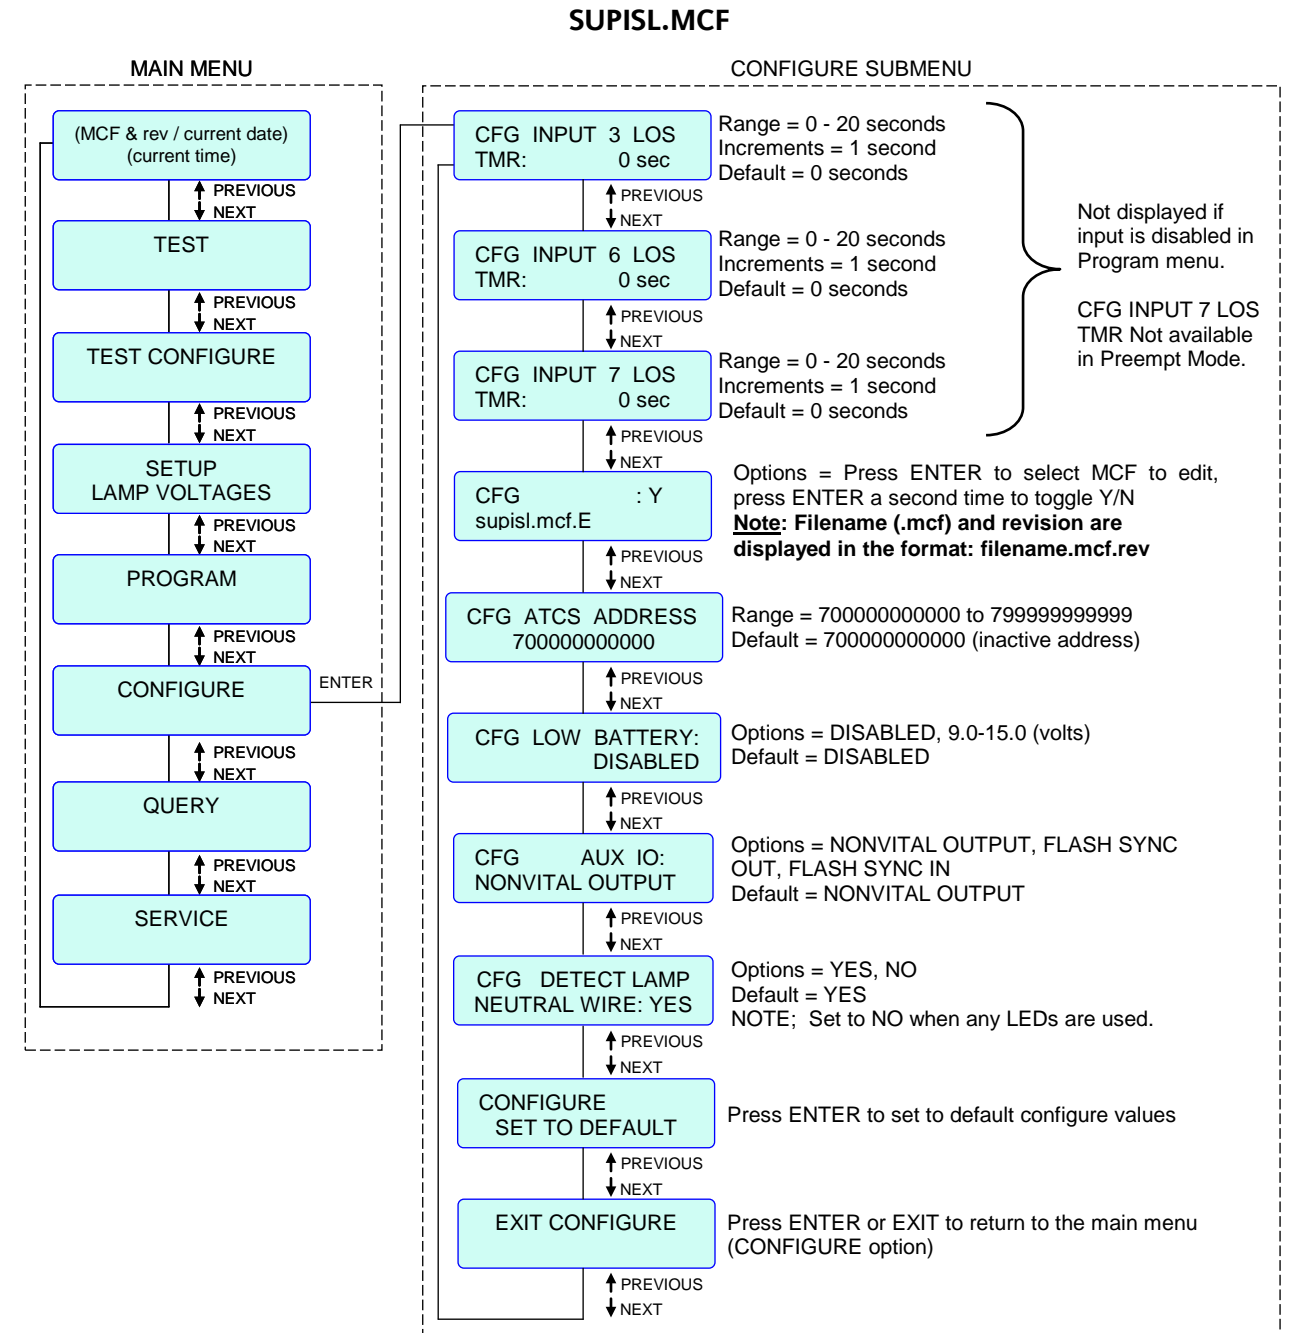 SUPISL.MCF
MAIN MENU
(MCF & rev / current date)
(current time)
PREVIOUS
NEXT
TEST
PREVIOUS
NEXT
TEST CONFIGURE
PREVIOUS
NEXT
SETUP
LAMP VOLTAGES
PREVIOUS
NEXT
PROGRAM
PREVIOUS
NEXT
CONFIGURE
ENTER
PREVIOUS
NEXT
QUERY
PREVIOUS
NEXT
SERVICE
PREVIOUS
NEXT
CONFIGURE SUBMENU
CFG INPUT 3 LOS
TMR: 0 sec
Range = 0 - 20 seconds
Increments = 1 second
Default = 0 seconds
PREVIOUS
NEXT
CFG INPUT 6 LOS
TMR: 0 sec
Range = 0 - 20 seconds
Increments = 1 second
Default = 0 seconds
PREVIOUS
NEXT
CFG INPUT 7 LOS
TMR: 0 sec
Range = 0 - 20 seconds
Increments = 1 second
Default = 0 seconds
Not displayed if
input is disabled in
Program menu.
CFG INPUT 7 LOS
TMR Not available
in Preempt Mode.
PREVIOUS
NEXT
CFG : Y
supisl.mcf.E
Options = Press ENTER to select MCF to edit,
press ENTER a second time to toggle Y/N
Note: Filename (.mcf) and revision are
displayed in the format: filename.mcf.rev
PREVIOUS
NEXT
CFG ATCS ADDRESS
700000000000
Range = 700000000000 to 799999999999
Default = 700000000000 (inactive address)
PREVIOUS
NEXT
CFG LOW BATTERY:
DISABLED
Options = DISABLED, 9.0-15.0 (volts)
Default = DISABLED
PREVIOUS
NEXT
CFG AUX IO:
NONVITAL OUTPUT
Options = NONVITAL OUTPUT, FLASH SYNC
OUT, FLASH SYNC IN
Default = NONVITAL OUTPUT
PREVIOUS
NEXT
CFG DETECT LAMP
NEUTRAL WIRE: YES
Options = YES, NO
Default = YES
NOTE; Set to NO when any LEDs are used.
PREVIOUS
NEXT
CONFIGURE
SET TO DEFAULT
Press ENTER to set to default configure values
PREVIOUS
NEXT
EXIT CONFIGURE
Press ENTER or EXIT to return to the main menu
(CONFIGURE option)
PREVIOUS
NEXT